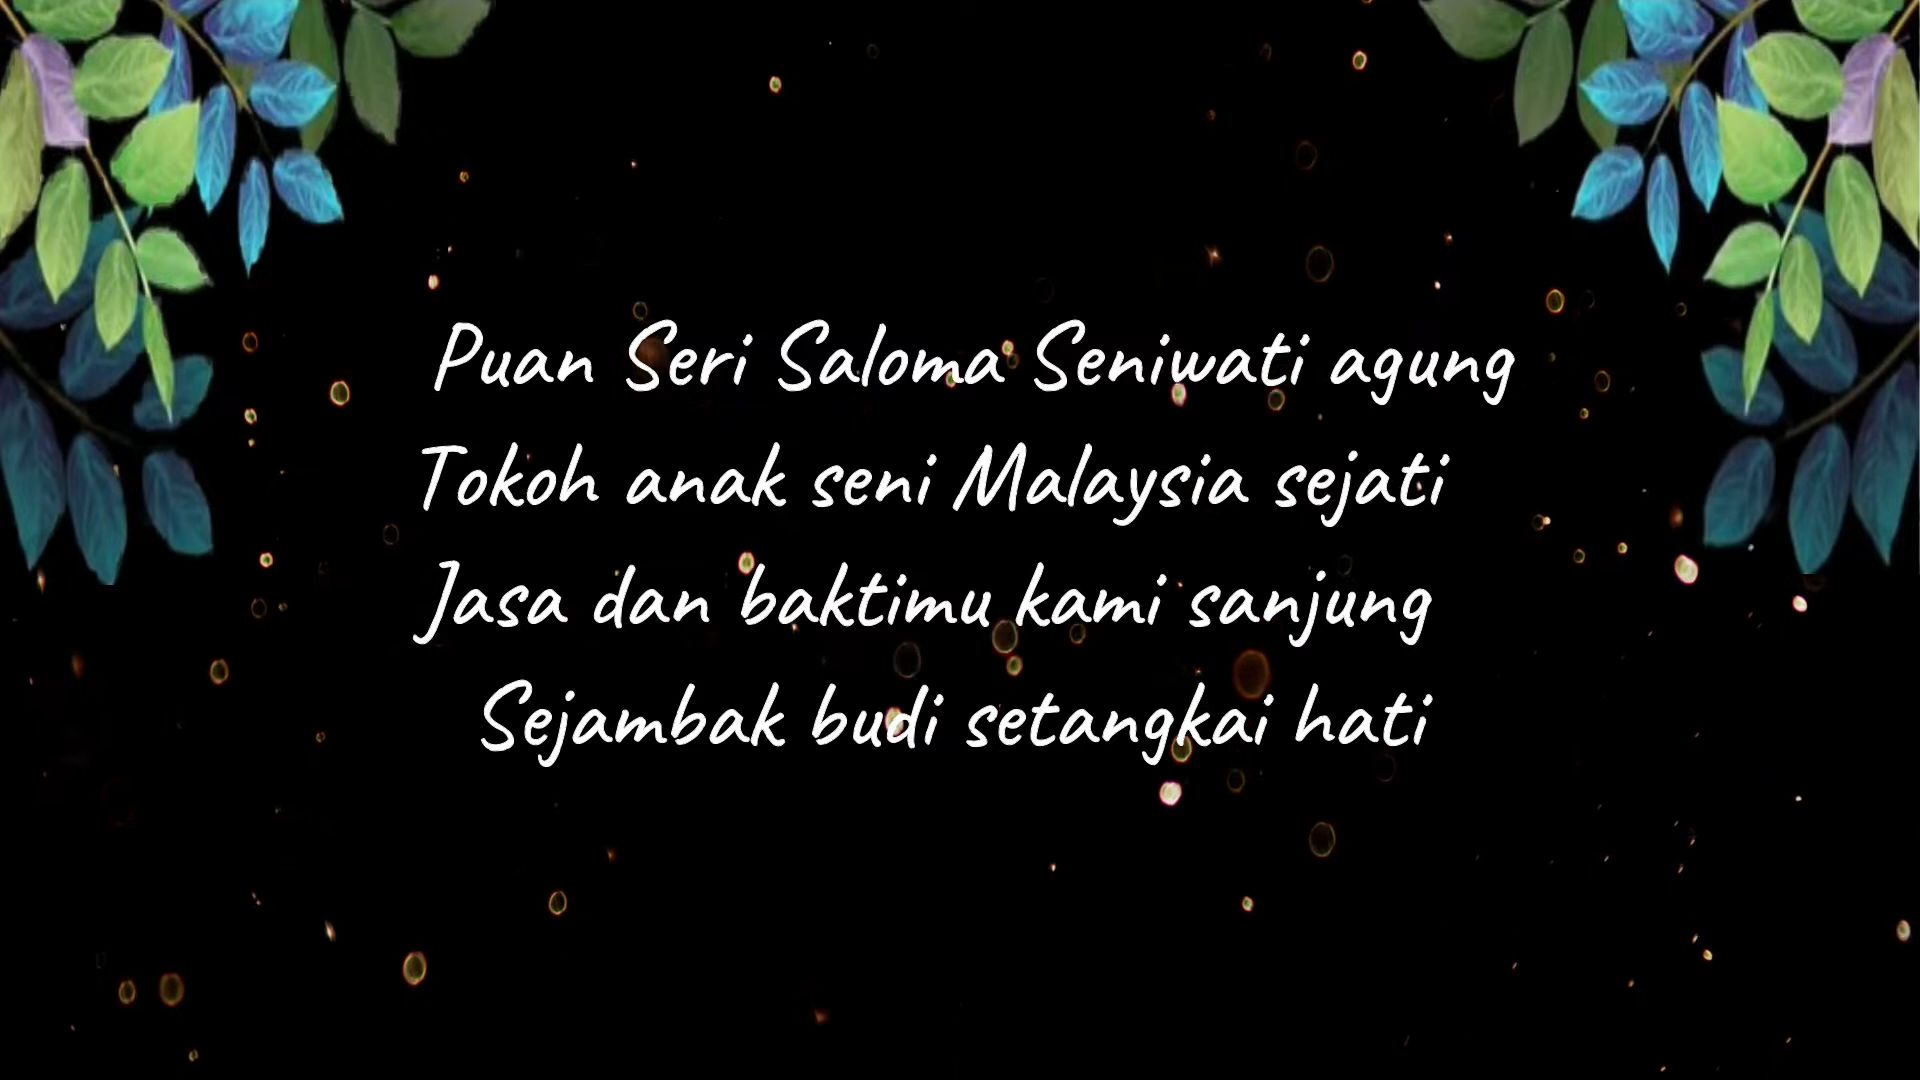 Puan Seri Saloma Seniwati agung
Tokoh anak seni Malaysia sejati
Jasa dan baktimu kami sanjung
Sejambak budi setangkai hati